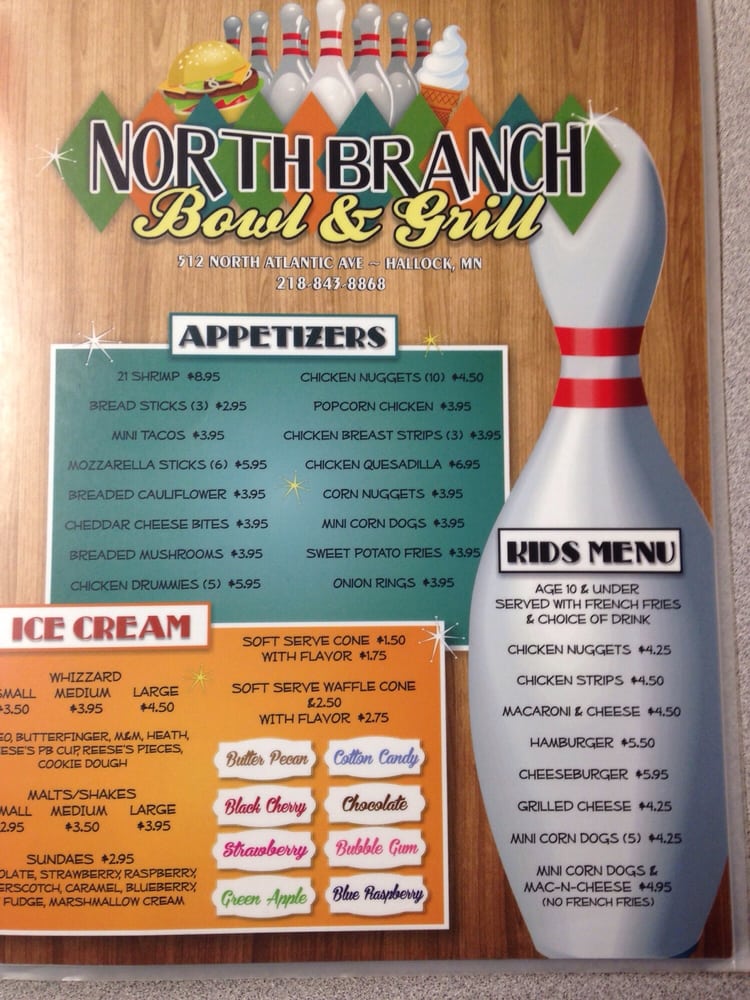 NORTH BRANCH
Bowl & Grill
512 NORTH ATLANTIC AVE ~ HALLOCK, MN
218-843-8868
APPETIZERS
21 SHRIMP $8.95
BREAD STICKS (3) $2.95
MINI TACOS $3.95
MOZZARELLA STICKS (6) $5.95
BREADED CAULIFLOWER $3.95
CHEDDAR CHEESE BITES $3.95
BREADED MUSHROOMS $3.95
CHICKEN DRUMMIES (5) $5.95
CHICKEN NUGGETS (10) $4.50
POPCORN CHICKEN $3.95
CHICKEN BREAST STRIPS (3) $3.95
CHICKEN QUESADILLA $6.95
CORN NUGGETS $3.95
MINI CORN DOGS $3.95
SWEET POTATO FRIES $3.95
ONION RINGS $3.95
ICE CREAM
WHIZZARD
SMALL MEDIUM LARGE
$3.50 $3.95 $4.50
EO, BUTTERFINGER, M&M, HEATH,
ESE'S PB CUP, REESE'S PIECES,
COOKIE DOUGH
MALTS/SHAKES
MALL MEDIUM LARGE
2.95 $3.50 $3.95
SUNDAES $2.95
OLATE, STRAWBERRY, RASPBERRY,
ERSCOTCH, CARAMEL, BLUEBERRY,
FUDGE, MARSHMALLOW CREAM
SOFT SERVE CONE $1.50
WITH FLAVOR $1.75
SOFT SERVE WAFFLE CONE
&2.50
WITH FLAVOR $2.75
Butter Pecan Cotton Candy
Black Cherry Chocolate
Strawberry Bubble Gum
Green Apple Blue Raspberry
KIDS MENU
AGE 10 & UNDER
SERVED WITH FRENCH FRIES
& CHOICE OF DRINK
CHICKEN NUGGETS $4.25
CHICKEN STRIPS $4.50
MACARONI & CHEESE $4.50
HAMBURGER $5.50
CHEESEBURGER $5.95
GRILLED CHEESE $4.25
MINI CORN DOGS (5) $4.25
MINI CORN DOGS &
MAC-N-CHEESE $4.95
(NO FRENCH FRIES)